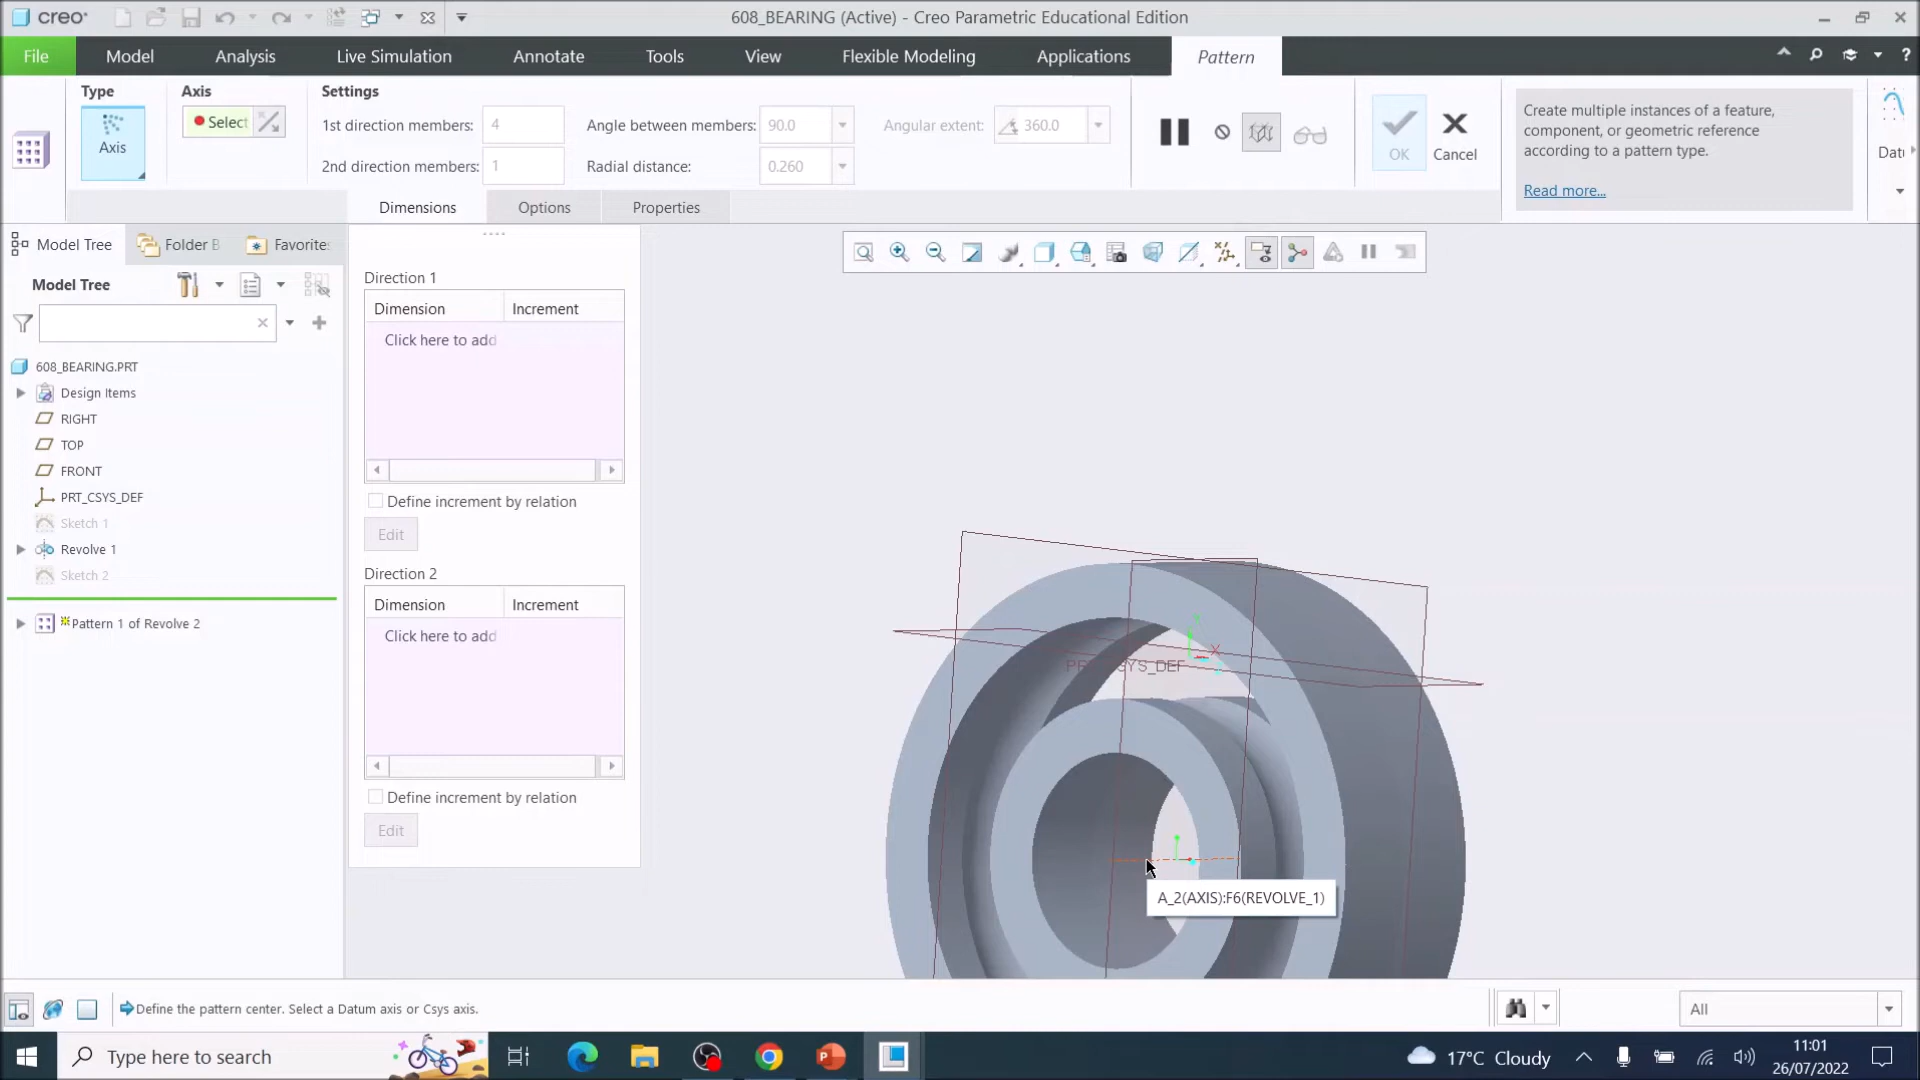 creo
608_BEARING (Active) - Creo Parametric Educational Edition
File
Model
Analysis
Live Simulation
Annotate
Tools
View
Flexible Modeling
Applications
Pattern
Type
Axis
Axis
Select
Settings
1st direction members: 4
Angle between members: 90.0
Angular extent: 360.0
2nd direction members: 1
Radial distance: 0.260
OK
Cancel
Create multiple instances of a feature,
component, or geometric reference
according to a pattern type.
Read more...
Dimensions
Options
Properties
Model Tree
Folder B
Favorites
Model Tree
608_BEARING.PRT
Design Items
RIGHT
TOP
FRONT
PRT_CSYS_DEF
Sketch 1
Revolve 1
Sketch 2
Pattern 1 of Revolve 2
Direction 1
Dimension
Increment
Click here to add
Define increment by relation
Edit
Direction 2
Dimension
Increment
Click here to add
Define increment by relation
Edit
X
A_2(AXIS):F6(REVOLVE_1)
Define the pattern center. Select a Datum axis or Csys axis.
All
Type here to search
17°C Cloudy
11:01
26/07/2022